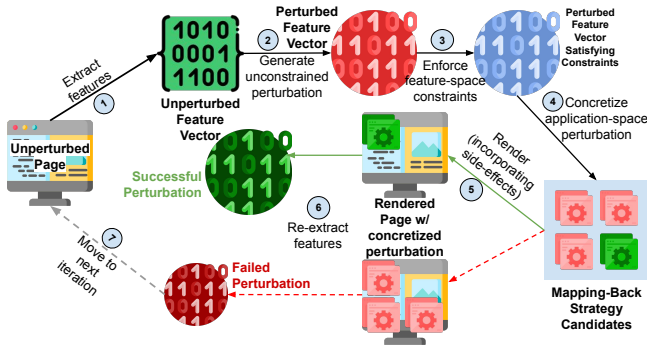 1010
0001
1100
Unperturbed
Feature
Vector
Extract
features
1
2
Generate
unconstrained
perturbation
Perturbed
Feature
Vector
3
Enforce
feature-space
constraints
Perturbed
Feature
Vector
Satisfying
Constraints
4
Concretize
application-space
perturbation
Unperturbed
Page
Successful
Perturbation
Render
(incorporating
side-effects)
5
6
Re-extract
features
Rendered
Page w/
concretized
perturbation
7
Move to
next
iteration
Failed
Perturbation
Mapping-Back
Strategy
Candidates